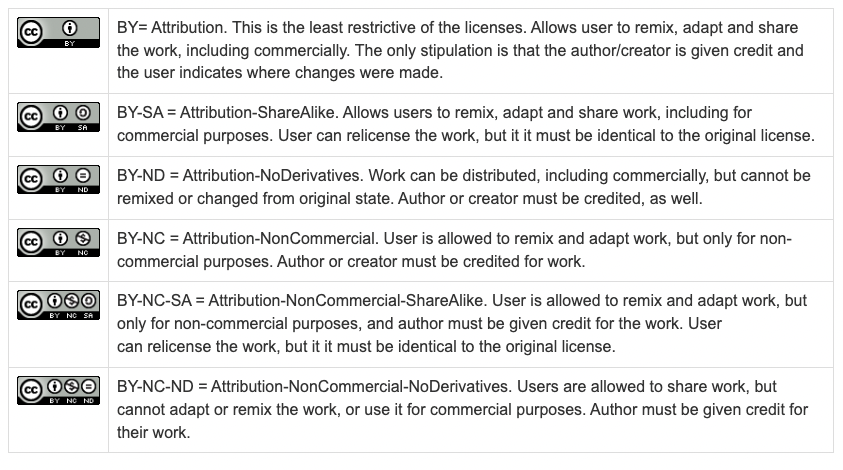 BY= Attribution. This is the least restrictive of the licenses. Allows user to remix, adapt and share
the work, including commercially. The only stipulation is that the author/creator is given credit and
the user indicates where changes were made.
cc
BY
BY-SA = Attribution-ShareAlike. Allows users to remix, adapt and share work, including for
commercial purposes. User can relicense the work, but it it must be identical to the original license.
cc
BY SA
BY-ND = Attribution-NoDerivatives. Work can be distributed, including commercially, but cannot be
remixed or changed from original state. Author or creator must be credited, as well.
cc
BY ND
BY-NC = Attribution-NonCommercial. User is allowed to remix and adapt work, but only for non-
commercial purposes. Author or creator must be credited for work.
cc
BY NC
BY-NC-SA = Attribution-NonCommercial-ShareAlike. User is allowed to remix and adapt work, but
only for non-commercial purposes, and author must be given credit for the work. User
can relicense the work, but it it must be identical to the original license.
cc
BY NC SA
BY-NC-ND = Attribution-NonCommercial-NoDerivatives. Users are allowed to share work, but
cannot adapt or remix the work, or use it for commercial purposes. Author must be given credit for
their work.
cc
BY NC ND